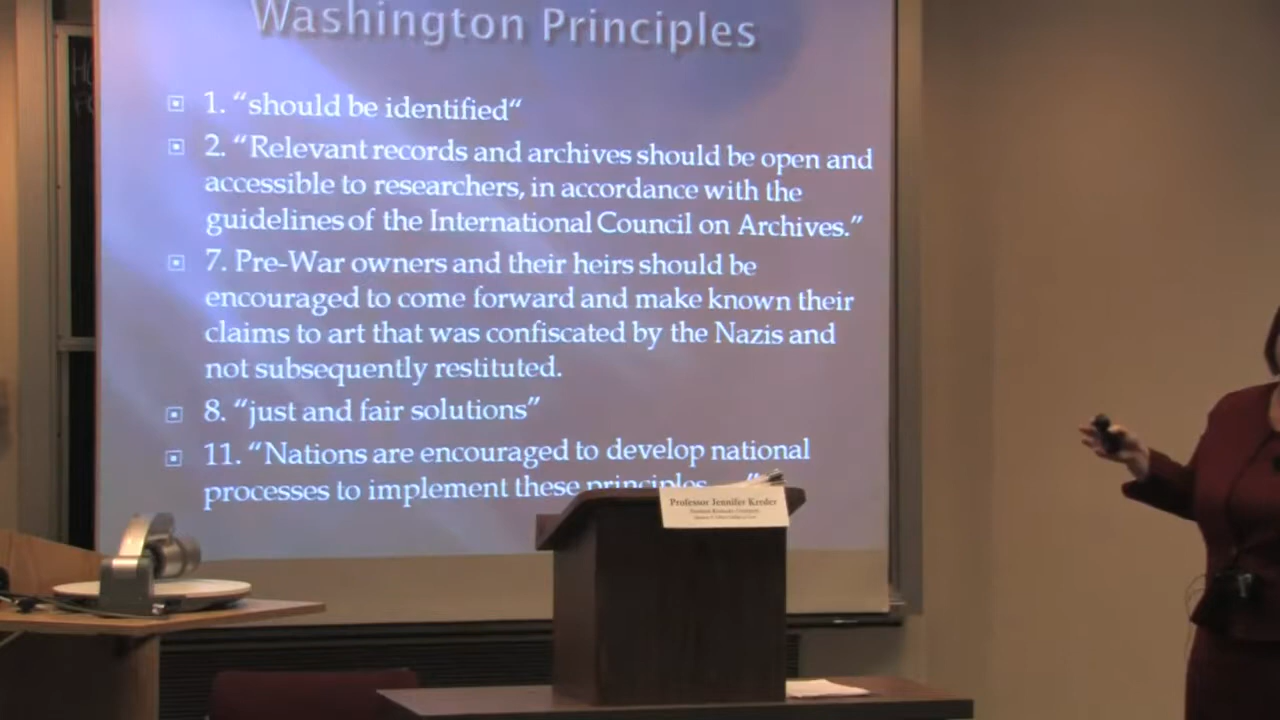 Washington Principles
1. “should be identified“
2. “Relevant records and archives should be open and
accessible to researchers, in accordance with the
guidelines of the International Council on Archives.”
7. Pre-War owners and their heirs should be
encouraged to come forward and make known their
claims to art that was confiscated by the Nazis and
not subsequently restituted.
8. “just and fair solutions”
11. “Nations are encouraged to develop national
processes to implement these principles
Professor Jennifer Kreder